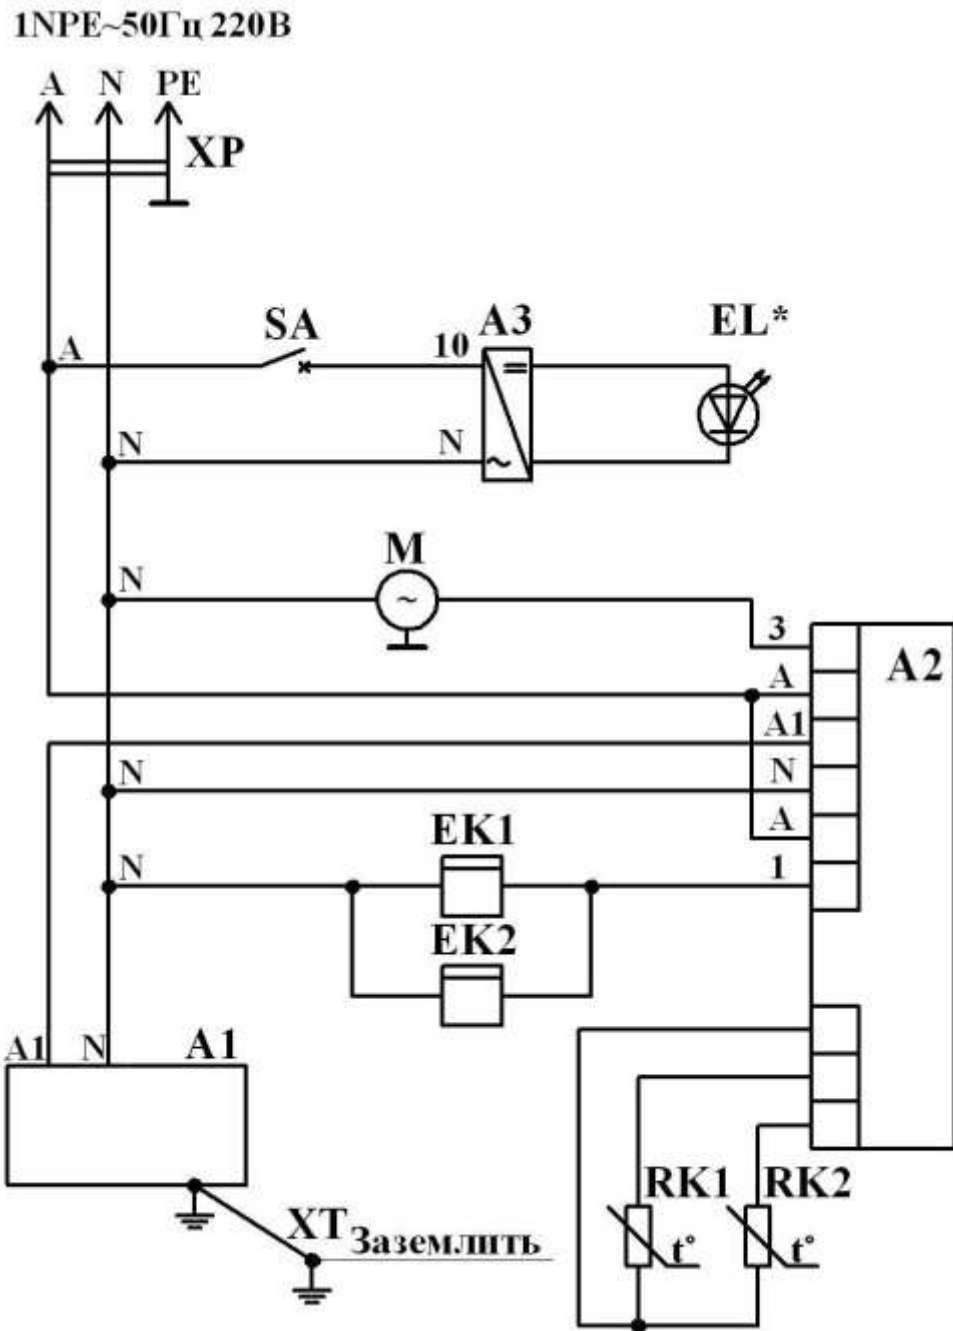 1NPE~50Гц 220В
A N PE
XP
SA A3 EL*
A 10
=
N N
~
M
N
~
3
A2
A
A1
N N
EK1
A
N 1
EK2
A1 N A1
RK1 RK2
XT Заземлить
t° t°